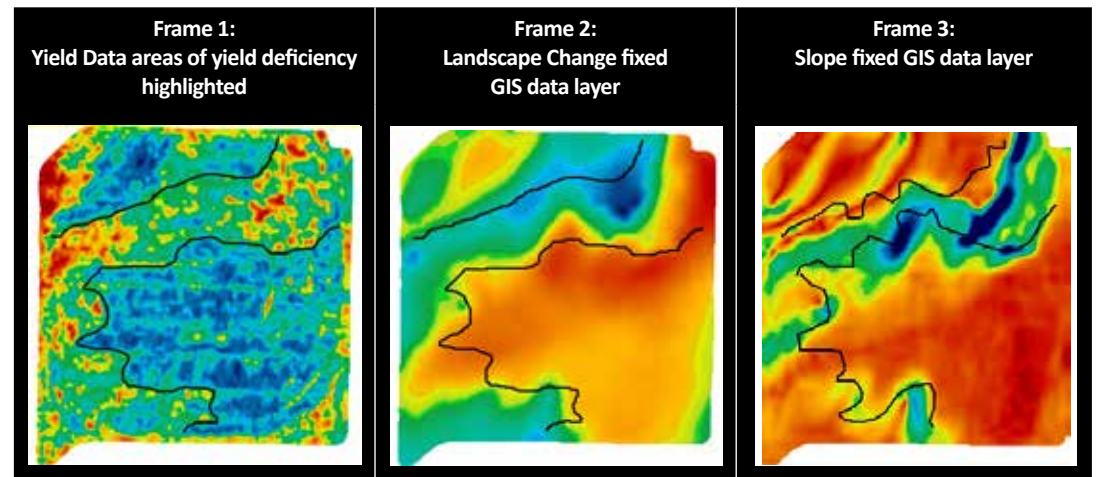 Frame 1:
Yield Data areas of yield deficiency
highlighted
Frame 2:
Landscape Change fixed
GIS data layer
Frame 3:
Slope fixed GIS data layer